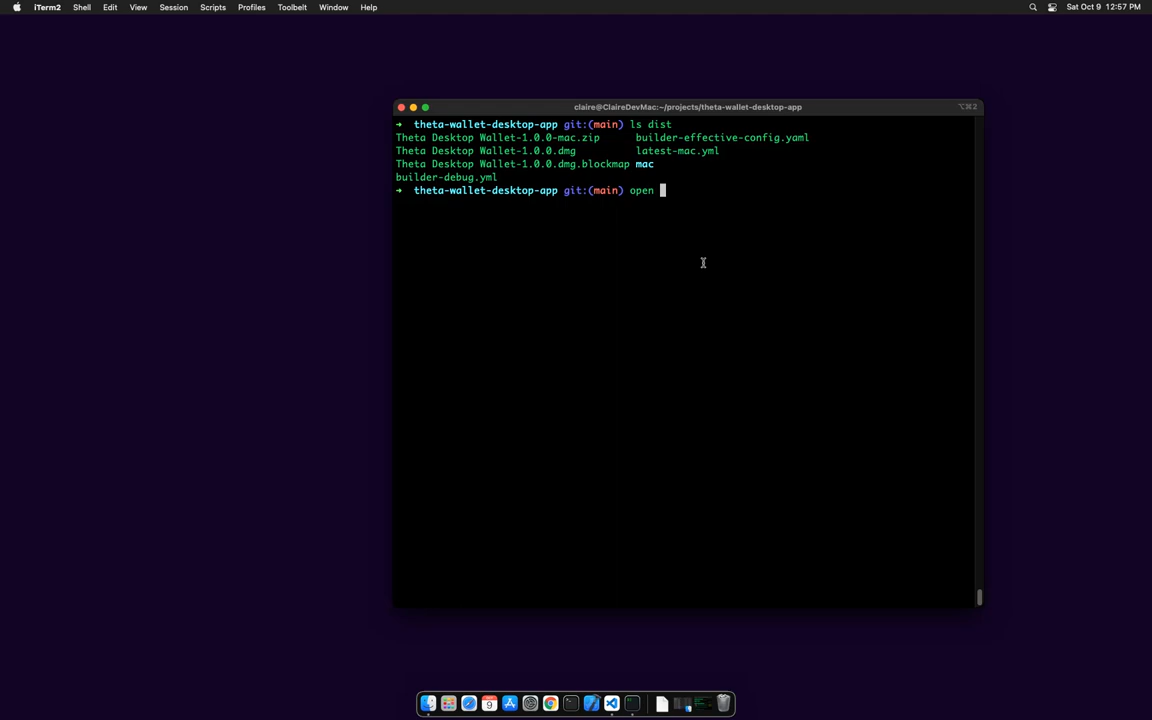 iTerm2 Shell Edit View Session Scripts Profiles Toolbelt Window Help Sat Oct 9 12:57 PM
claire@ClaireDevMac:~/projects/theta-wallet-desktop-app ⌥⌘2
➜ theta-wallet-desktop-app git:(main) ls dist
Theta Desktop Wallet-1.0.0-mac.zip builder-effective-config.yaml
Theta Desktop Wallet-1.0.0.dmg latest-mac.yml
Theta Desktop Wallet-1.0.0.dmg.blockmap mac
builder-debug.yml
➜ theta-wallet-desktop-app git:(main) open
9